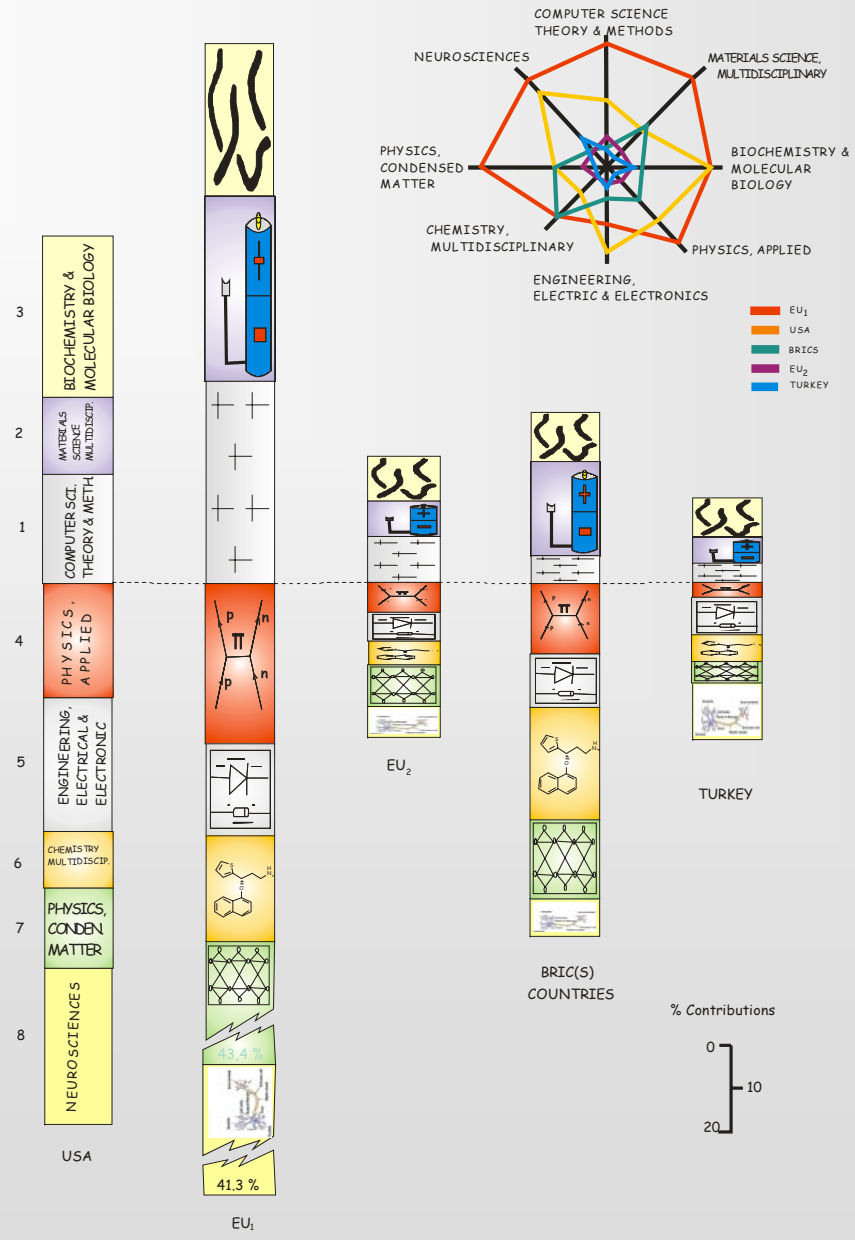 COMPUTER SCIENCE
THEORY & METHODS
NEUROSCIENCES
MATERIALS SCIENCE,
MULTIDISCIPLINARY
PHYSICS,
CONDENSED
MATTER
BIOCHEMISTRY &
MOLECULAR
BIOLOGY
CHEMISTRY,
MULTIDISCIPLINARY
PHYSICS, APPLIED
ENGINEERING,
ELECTRIC & ELECTRONICS
EU1
USA
BRICS
EU2
TURKEY
3
BIOCHEMISTRY &
MOLECULAR BIOLOGY
2
MATERIALS
SCIENCE
MULTIDISCIP.
1
COMPUTER SCI.
THEORY & METH.
4
PHYSICS,
APPLIED
5
ENGINEERING,
ELECTRICAL &
ELECTRONIC
6
CHEMISTRY
MULTIDISCIP.
7
PHYSICS,
CONDEN.
MATTER
8
NEUROSCIENCES
USA
p
n
π
p
n
S
O
H
N
43,4 %
41.3 %
EU1
π
EU2
p
n
π
p
n
S
O
H
N
BRIC(S)
COUNTRIES
π
TURKEY
% Contributions
0
10
20